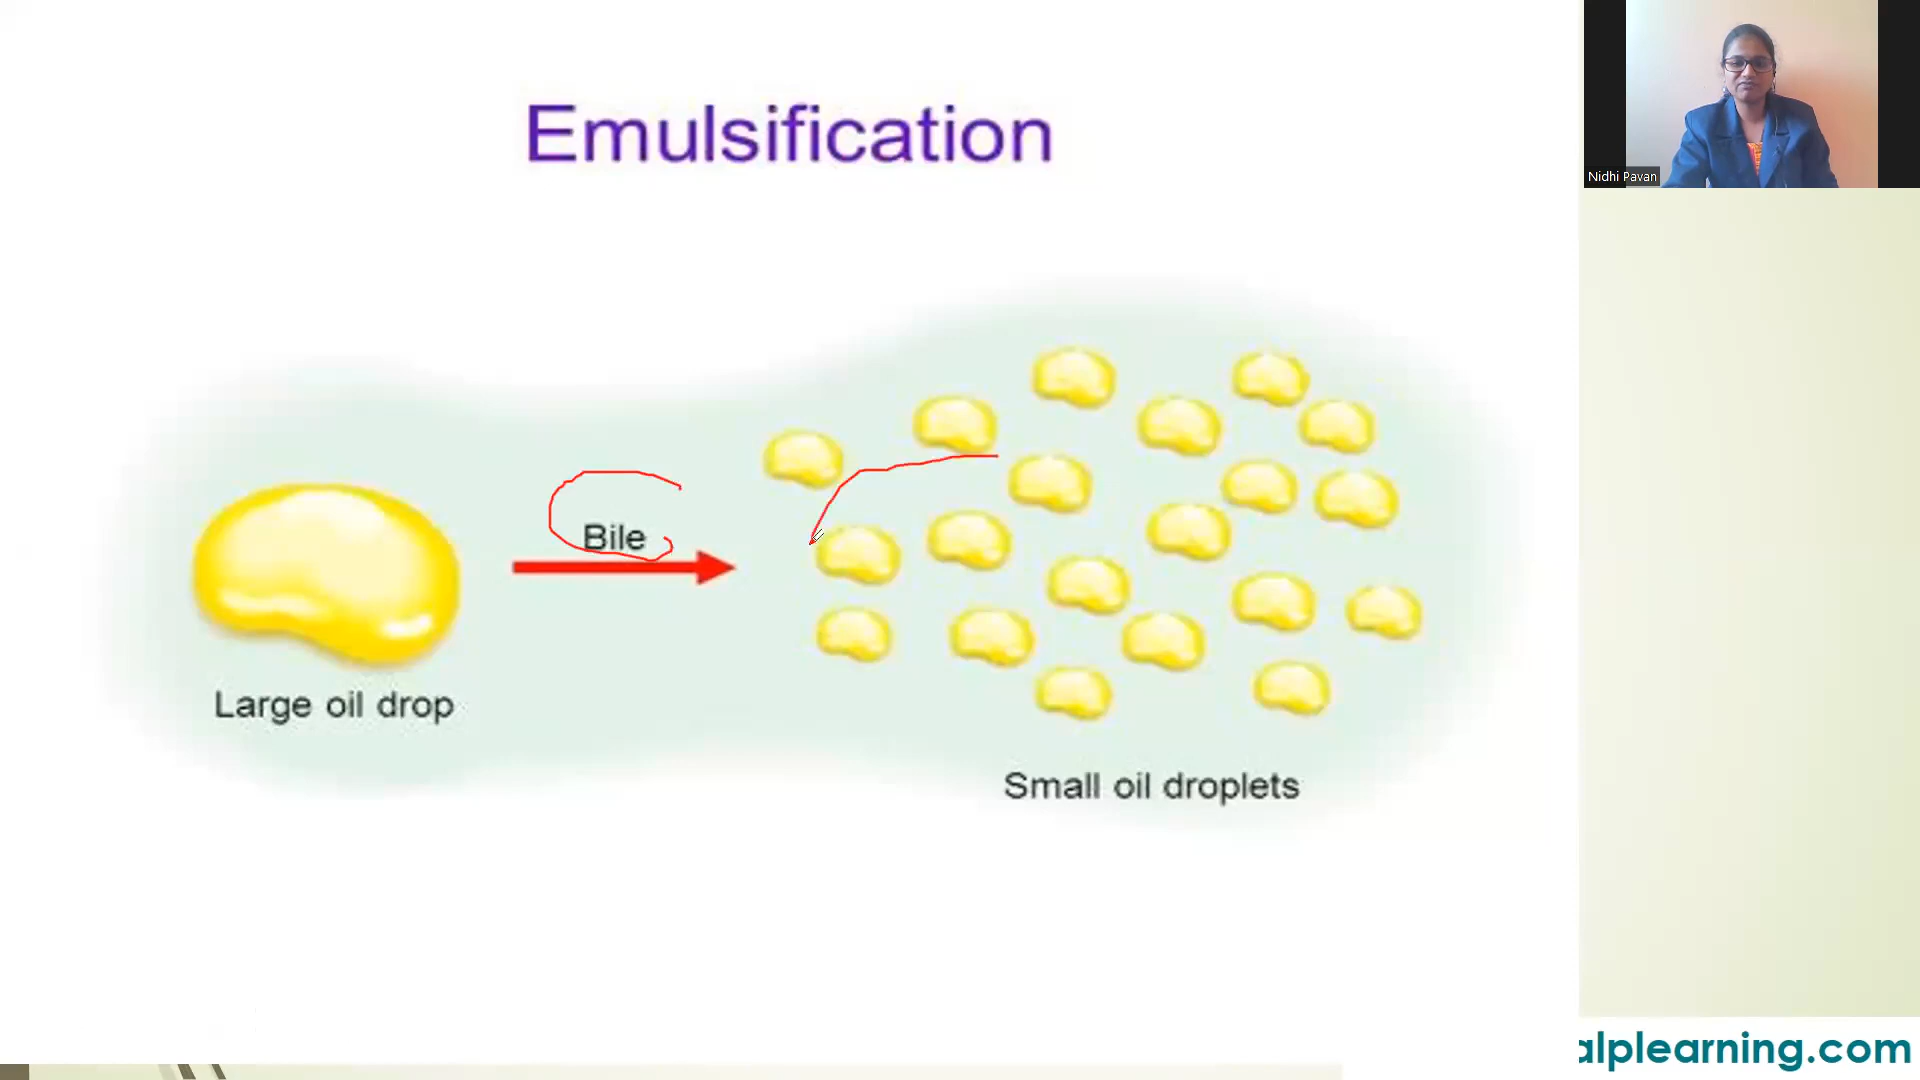 Emulsification
Nidhi Pavan
Bile
Large oil drop
Small oil droplets
alplearning.com